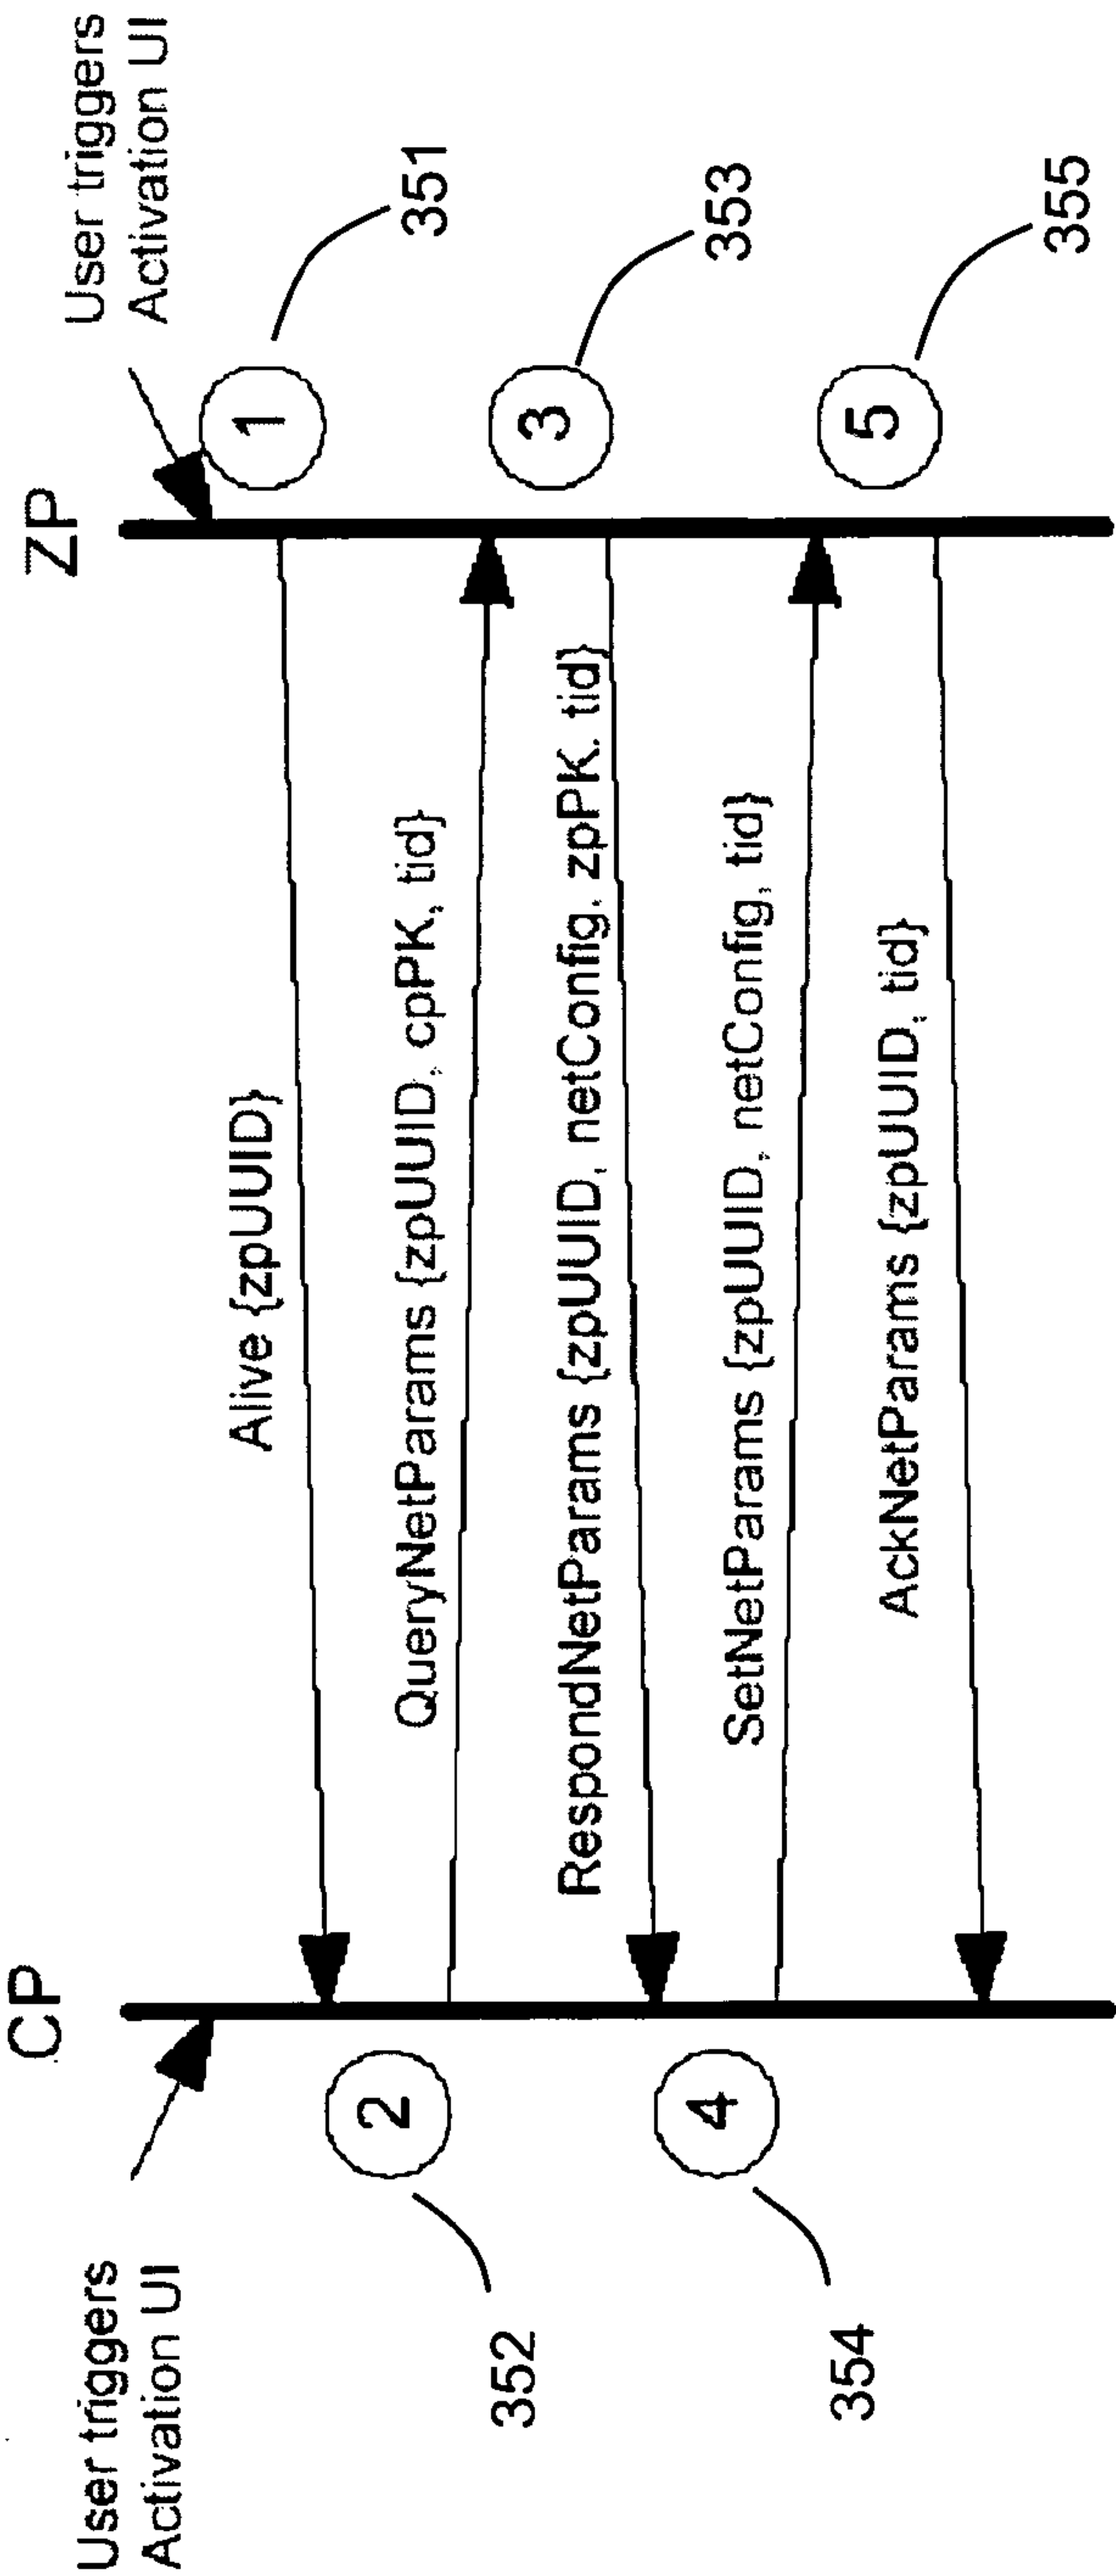 User triggers
Activation UI
CP
ZP
User triggers
Activation UI
Alive {zpUUID}
1
351
2
352
QueryNetParams {zpUUID, cpPK, tid}
3
353
RespondNetParams {zpUUID, netConfig, zpPK, tid}
4
354
SetNetParams {zpUUID, netConfig, tid}
5
355
AckNetParams {zpUUID, tid}